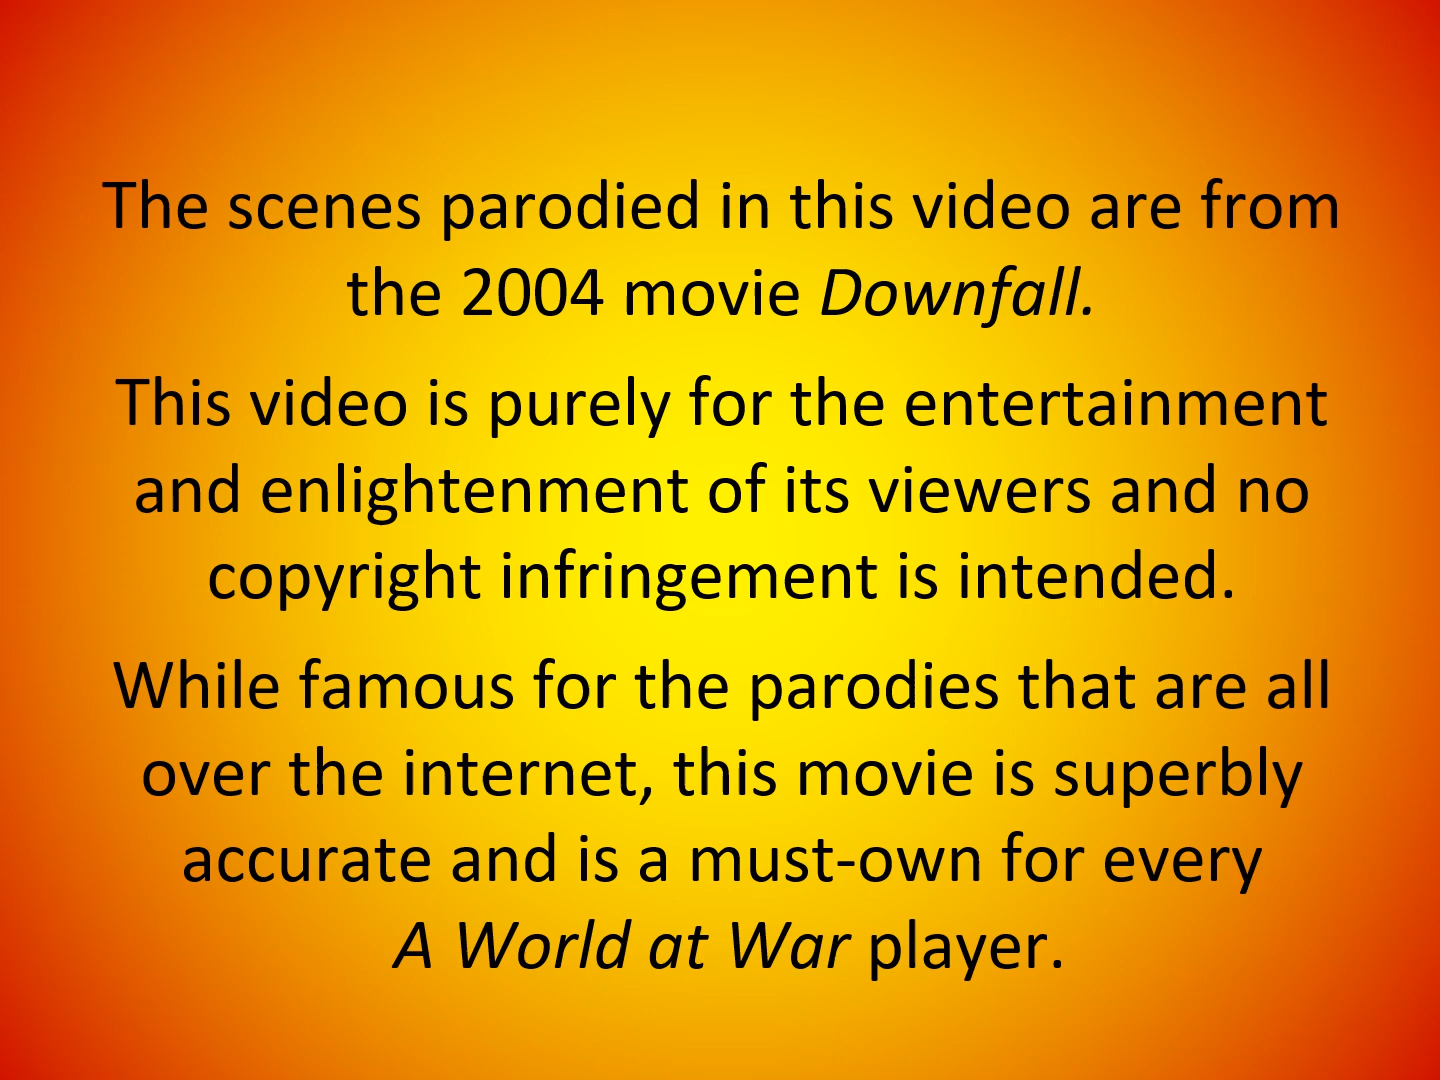 The scenes parodied in this video are from
the 2004 movie Downfall.
This video is purely for the entertainment
and enlightenment of its viewers and no
copyright infringement is intended.
While famous for the parodies that are all
over the internet, this movie is superbly
accurate and is a must-own for every
A World at War player.